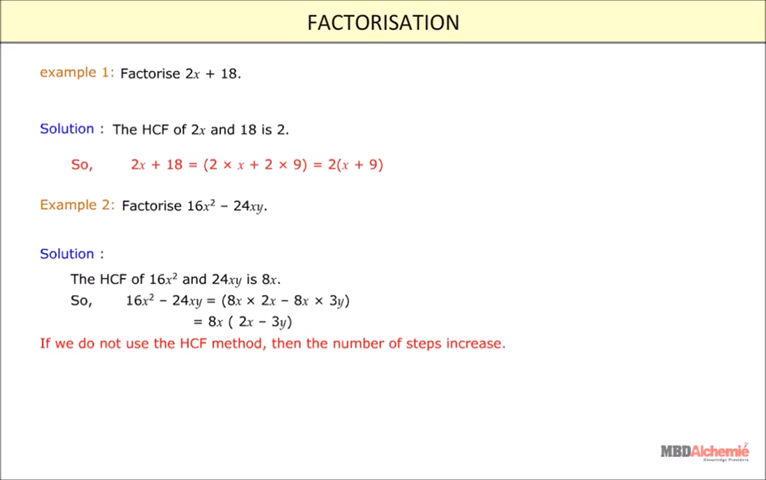 FACTORISATION
example 1: Factorise 2x + 18.
Solution : The HCF of 2x and 18 is 2.
So, 2x + 18 = (2 × x + 2 × 9) = 2(x + 9)
Example 2: Factorise 16x² – 24xy.
Solution :
The HCF of 16x² and 24xy is 8x.
So, 16x² – 24xy = (8x × 2x – 8x × 3y)
= 8x ( 2x – 3y)
If we do not use the HCF method, then the number of steps increase.
MBDAlchemié
Knowledge Providers